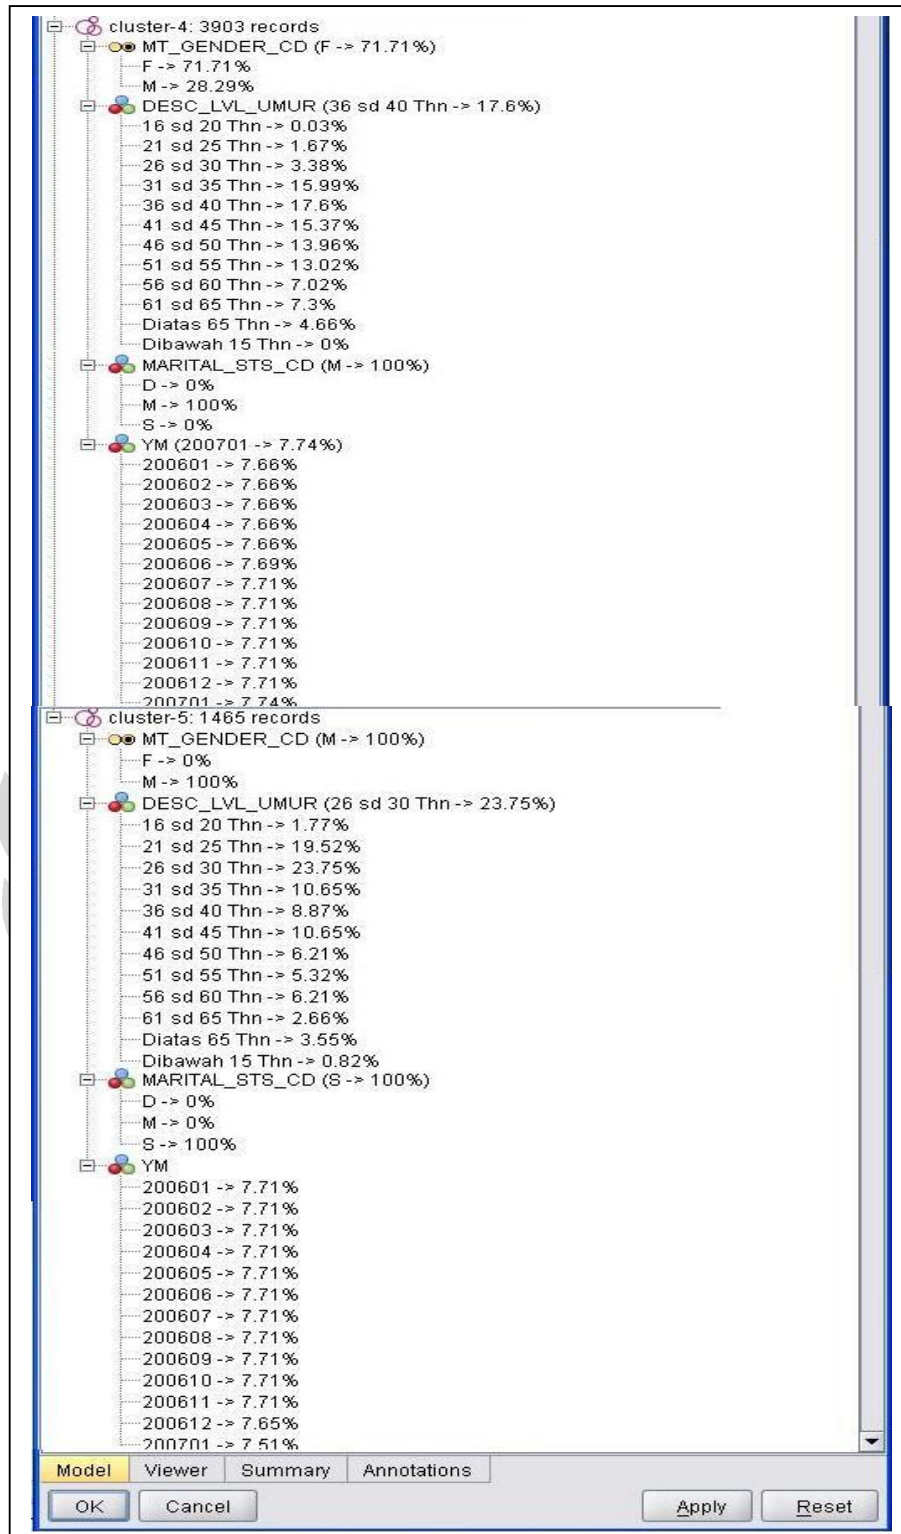 cluster-4: 3903 records
MT_GENDER_CD (F -> 71.71%)
F -> 71.71%
M -> 28.29%
DESC_LVL_UMUR (36 sd 40 Thn -> 17.6%)
16 sd 20 Thn -> 0.03%
21 sd 25 Thn -> 1.67%
26 sd 30 Thn -> 3.38%
31 sd 35 Thn -> 15.99%
36 sd 40 Thn -> 17.6%
41 sd 45 Thn -> 15.37%
46 sd 50 Thn -> 13.96%
51 sd 55 Thn -> 13.02%
56 sd 60 Thn -> 7.02%
61 sd 65 Thn -> 7.3%
Diatas 65 Thn -> 4.66%
Dibawah 15 Thn -> 0%
MARITAL_STS_CD (M -> 100%)
D -> 0%
M -> 100%
S -> 0%
YM (200701 -> 7.74%)
200601 -> 7.66%
200602 -> 7.66%
200603 -> 7.66%
200604 -> 7.66%
200605 -> 7.66%
200606 -> 7.69%
200607 -> 7.71%
200608 -> 7.71%
200609 -> 7.71%
200610 -> 7.71%
200611 -> 7.71%
200612 -> 7.71%
200701 -> 7.74%
cluster-5: 1465 records
MT_GENDER_CD (M -> 100%)
F -> 0%
M -> 100%
DESC_LVL_UMUR (26 sd 30 Thn -> 23.75%)
16 sd 20 Thn -> 1.77%
21 sd 25 Thn -> 19.52%
26 sd 30 Thn -> 23.75%
31 sd 35 Thn -> 10.65%
36 sd 40 Thn -> 8.87%
41 sd 45 Thn -> 10.65%
46 sd 50 Thn -> 6.21%
51 sd 55 Thn -> 5.32%
56 sd 60 Thn -> 6.21%
61 sd 65 Thn -> 2.66%
Diatas 65 Thn -> 3.55%
Dibawah 15 Thn -> 0.82%
MARITAL_STS_CD (S -> 100%)
D -> 0%
M -> 0%
S -> 100%
YM
200601 -> 7.71%
200602 -> 7.71%
200603 -> 7.71%
200604 -> 7.71%
200605 -> 7.71%
200606 -> 7.71%
200607 -> 7.71%
200608 -> 7.71%
200609 -> 7.71%
200610 -> 7.71%
200611 -> 7.71%
200612 -> 7.65%
200701 -> 7.51%
Model Viewer Summary Annotations
OK Cancel Apply Reset